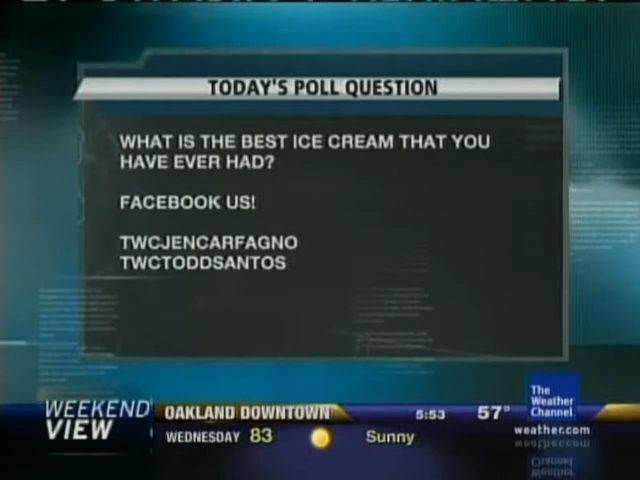 TODAY'S POLL QUESTION
WHAT IS THE BEST ICE CREAM THAT YOU
HAVE EVER HAD?
FACEBOOK US!
TWCJENCARFAGNO
TWCTODDSANTOS
WEEKEND
VIEW
OAKLAND DOWNTOWN 5:53 57°
WEDNESDAY 83 Sunny
The
Weather
Channel
weather.com